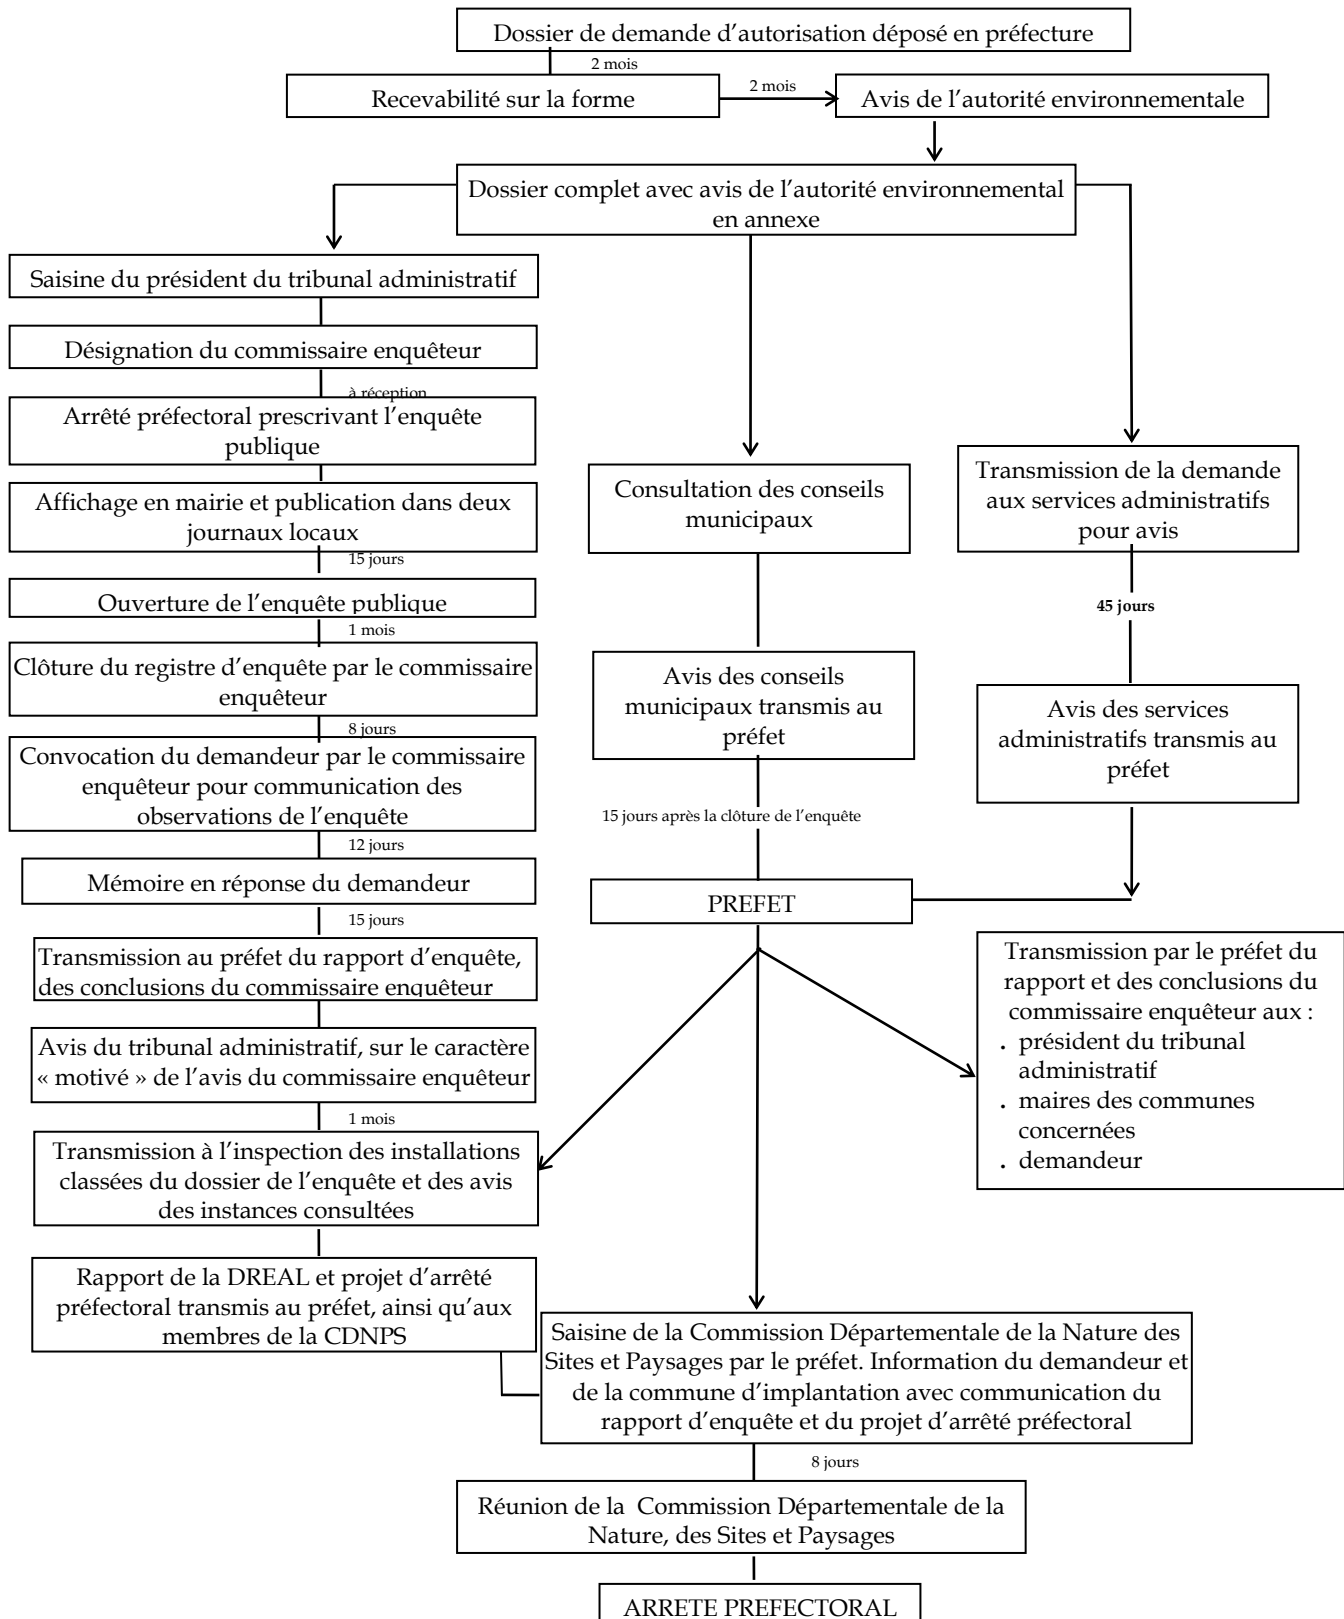 Dossier de demande d'autorisation déposé en préfecture
2 mois
Recevabilité sur la forme
2 mois
Avis de l'autorité environnementale
Dossier complet avec avis de l'autorité environnemental
en annexe
Saisine du président du tribunal administratif
Désignation du commissaire enquêteur
à réception
Arrêté préfectoral prescrivant l'enquête
publique
Affichage en mairie et publication dans deux
journaux locaux
15 jours
Ouverture de l'enquête publique
1 mois
Clôture du registre d'enquête par le commissaire
enquêteur
8 jours
Convocation du demandeur par le commissaire
enquêteur pour communication des
observations de l'enquête
12 jours
Mémoire en réponse du demandeur
15 jours
Transmission au préfet du rapport d'enquête,
des conclusions du commissaire enquêteur
Avis du tribunal administratif, sur le caractère
« motivé » de l'avis du commissaire enquêteur
1 mois
Transmission à l'inspection des installations
classées du dossier de l'enquête et des avis
des instances consultées
Rapport de la DREAL et projet d'arrêté
préfectoral transmis au préfet, ainsi qu'aux
membres de la CDNPS
Consultation des conseils
municipaux
Avis des conseils
municipaux transmis au
préfet
15 jours après la clôture de l'enquête
PREFET
Transmission de la demande
aux services administratifs
pour avis
45 jours
Avis des services
administratifs transmis au
préfet
Transmission par le préfet du
rapport et des conclusions du
commissaire enquêteur aux :
. président du tribunal
administratif
. maires des communes
concernées
. demandeur
Saisine de la Commission Départementale de la Nature des
Sites et Paysages par le préfet. Information du demandeur et
de la commune d'implantation avec communication du
rapport d'enquête et du projet d'arrêté préfectoral
8 jours
Réunion de la  Commission Départementale de la
Nature, des Sites et Paysages
ARRETE PREFECTORAL